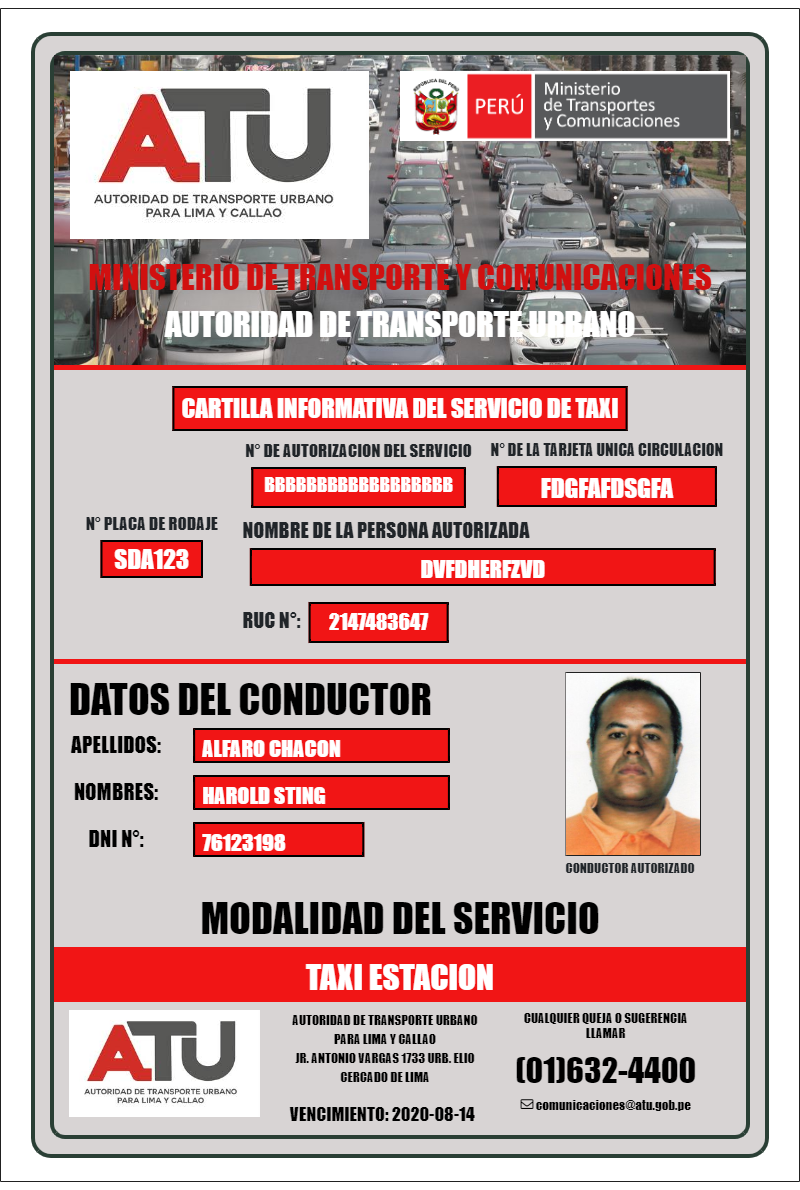 ATU
AUTORIDAD DE TRANSPORTE URBANO
PARA LIMA Y CALLAO
REPÚBLICA DEL PERÚ
PERÚ
Ministerio
de Transportes
y Comunicaciones
MINISTERIO DE TRANSPORTE Y COMUNICACIONES
AUTORIDAD DE TRANSPORTE URBANO
CARTILLA INFORMATIVA DEL SERVICIO DE TAXI
N° DE AUTORIZACION DEL SERVICIO
N° DE LA TARJETA UNICA CIRCULACION
BBBBBBBBBBBBBBBBBB
FDGFAFDSGFA
N° PLACA DE RODAJE
NOMBRE DE LA PERSONA AUTORIZADA
SDA123
DVFDHERFZVD
RUC N°: 2147483647
DATOS DEL CONDUCTOR
APELLIDOS: ALFARO CHACON
NOMBRES: HAROLD STING
DNI N°: 76123198
CONDUCTOR AUTORIZADO
MODALIDAD DEL SERVICIO
TAXI ESTACION
ATU
AUTORIDAD DE TRANSPORTE URBANO
PARA LIMA Y CALLAO
AUTORIDAD DE TRANSPORTE URBANO
PARA LIMA Y CALLAO
JR. ANTONIO VARGAS 1733 URB. ELIO
CERCADO DE LIMA
VENCIMIENTO: 2020-08-14
CUALQUIER QUEJA O SUGERENCIA
LLAMAR
(01)632-4400
comunicaciones@atu.gob.pe